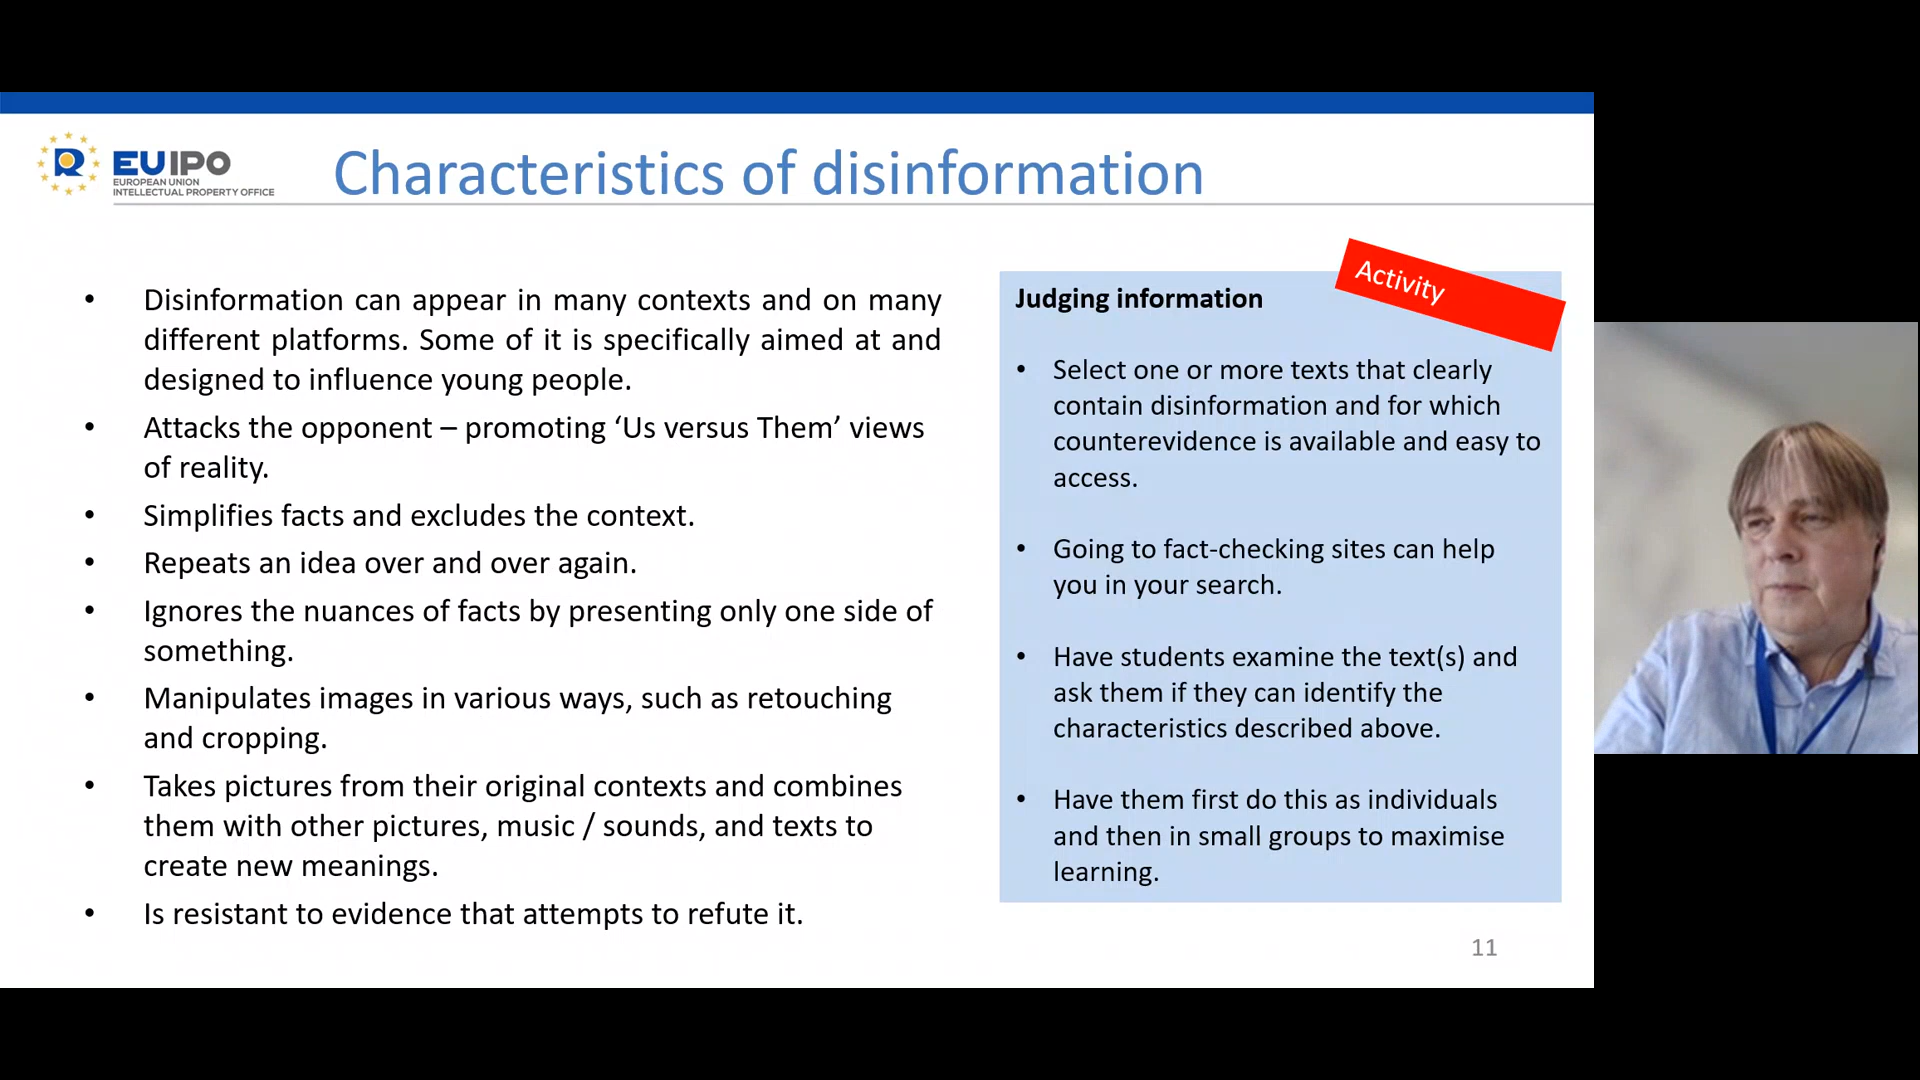 R EUIPO
EUROPEAN UNION
INTELLECTUAL PROPERTY OFFICE
Characteristics of disinformation
• Disinformation can appear in many contexts and on many
different platforms. Some of it is specifically aimed at and
designed to influence young people.
• Attacks the opponent – promoting ‘Us versus Them’ views
of reality.
• Simplifies facts and excludes the context.
• Repeats an idea over and over again.
• Ignores the nuances of facts by presenting only one side of
something.
• Manipulates images in various ways, such as retouching
and cropping.
• Takes pictures from their original contexts and combines
them with other pictures, music / sounds, and texts to
create new meanings.
• Is resistant to evidence that attempts to refute it.
Activity
Judging information
• Select one or more texts that clearly
contain disinformation and for which
counterevidence is available and easy to
access.
• Going to fact-checking sites can help
you in your search.
• Have students examine the text(s) and
ask them if they can identify the
characteristics described above.
• Have them first do this as individuals
and then in small groups to maximise
learning.
11